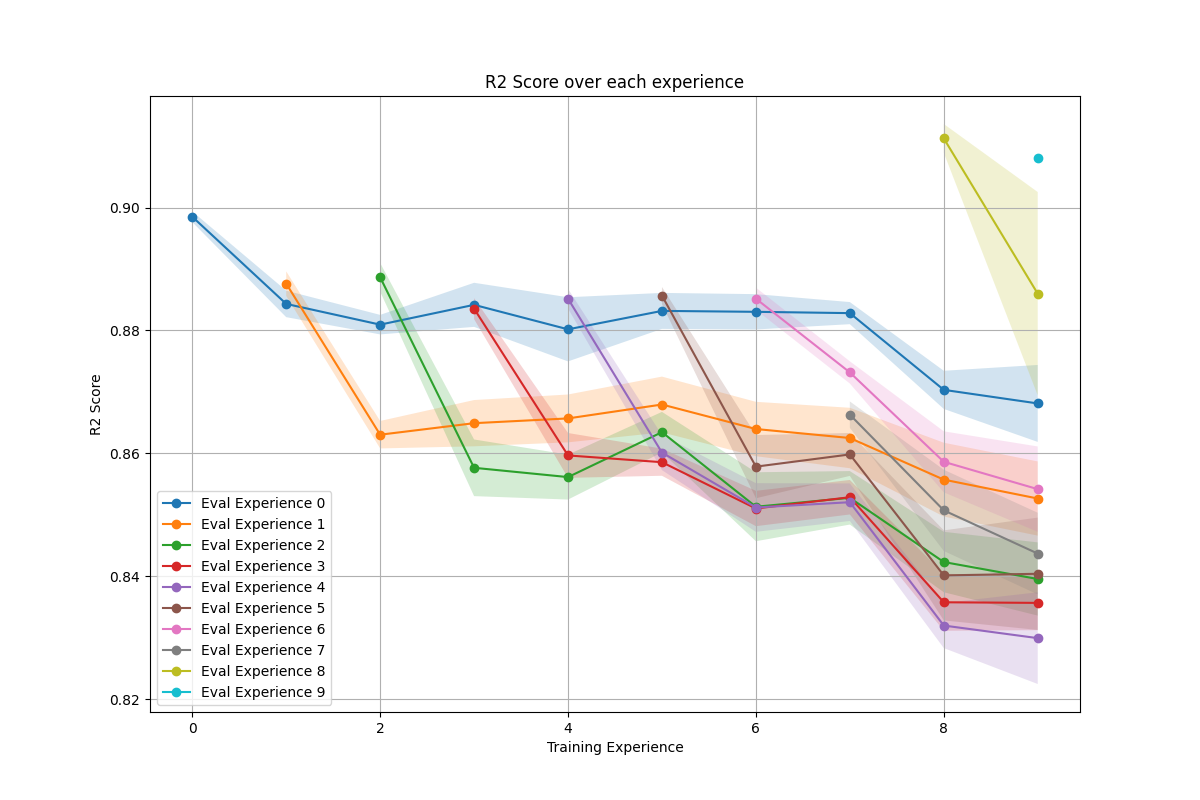 R2 Score over each experience
R2 Score
0.90
0.88
0.86
0.84
0.82
Eval Experience 0
Eval Experience 1
Eval Experience 2
Eval Experience 3
Eval Experience 4
Eval Experience 5
Eval Experience 6
Eval Experience 7
Eval Experience 8
Eval Experience 9
0 2 4 6 8
Training Experience